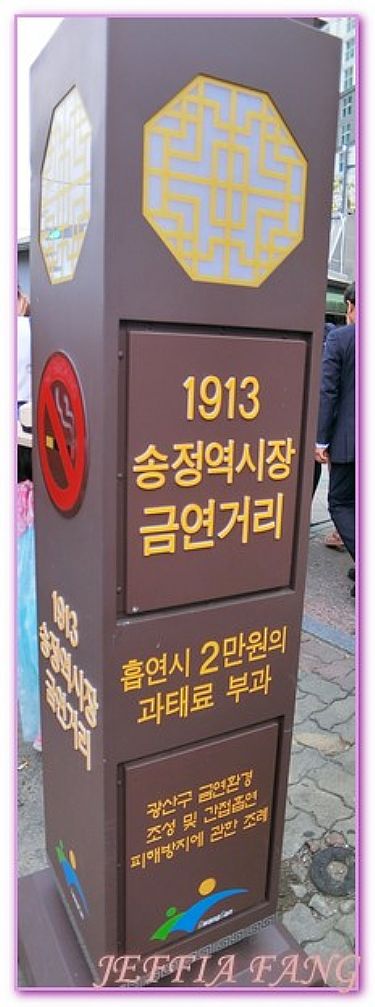 1913
송정역시장
금연거리
흡연시 2만원의
과태료 부과
광산구 금연환경
조성 및 간접흡연
피해방지에 관한 조례
1913
송정역시장
금연거리
JEFFIA FANG